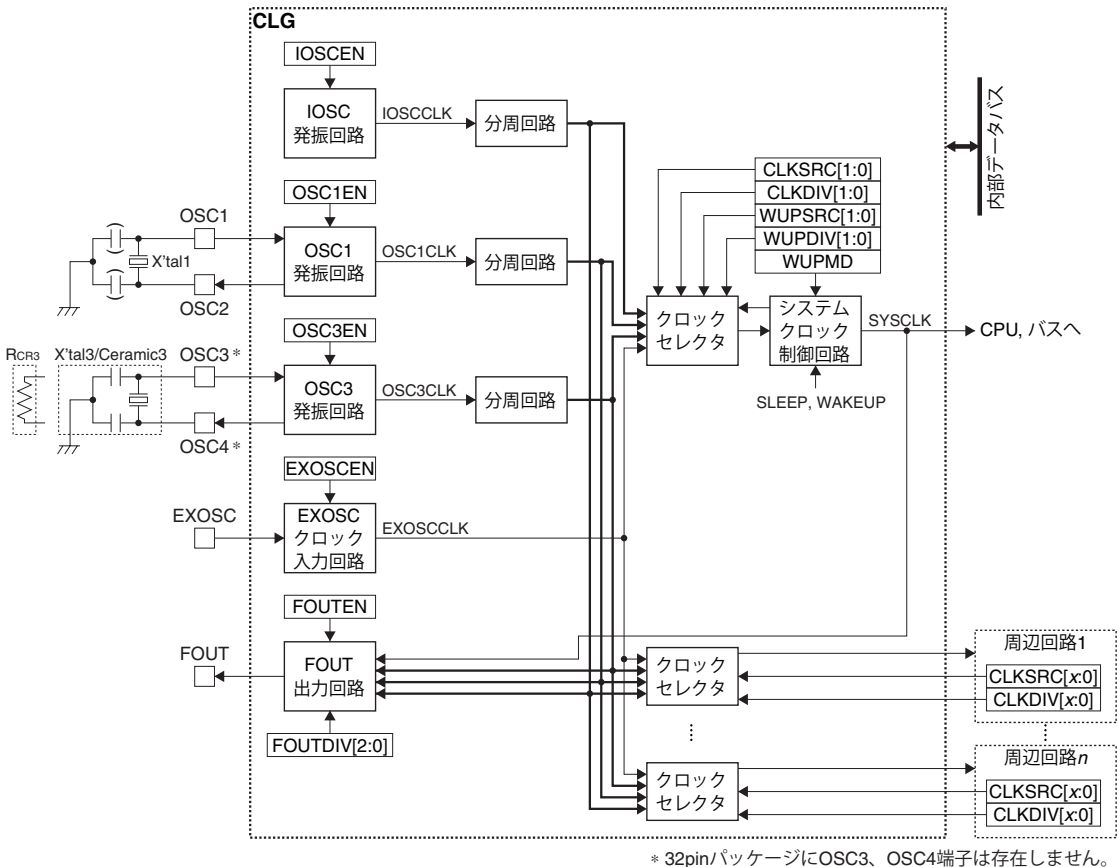 CLG
IOSCEN
IOSC
発振回路
IOSCCLK
分周回路
内部データバス
CLKSRC[1:0]
CLKDIV[1:0]
WUPSRC[1:0]
WUPDIV[1:0]
WUPMD
OSC1EN
OSC1
X'tal1
OSC2
OSC1
発振回路
OSC1CLK
分周回路
クロック
セレクタ
システム
クロック
制御回路
SYSCLK
CPU, バスへ
SLEEP, WAKEUP
OSC3EN
RCR3
X'tal3/Ceramic3
OSC3 *
OSC4 *
OSC3
発振回路
OSC3CLK
分周回路
EXOSCEN
EXOSC
EXOSC
クロック
入力回路
EXOSCCLK
FOUTEN
FOUT
FOUT
出力回路
FOUTDIV[2:0]
クロック
セレクタ
周辺回路1
CLKSRC[x:0]
CLKDIV[x:0]
クロック
セレクタ
周辺回路n
CLKSRC[x:0]
CLKDIV[x:0]
* 32pinパッケージにOSC3、OSC4端子は存在しません。